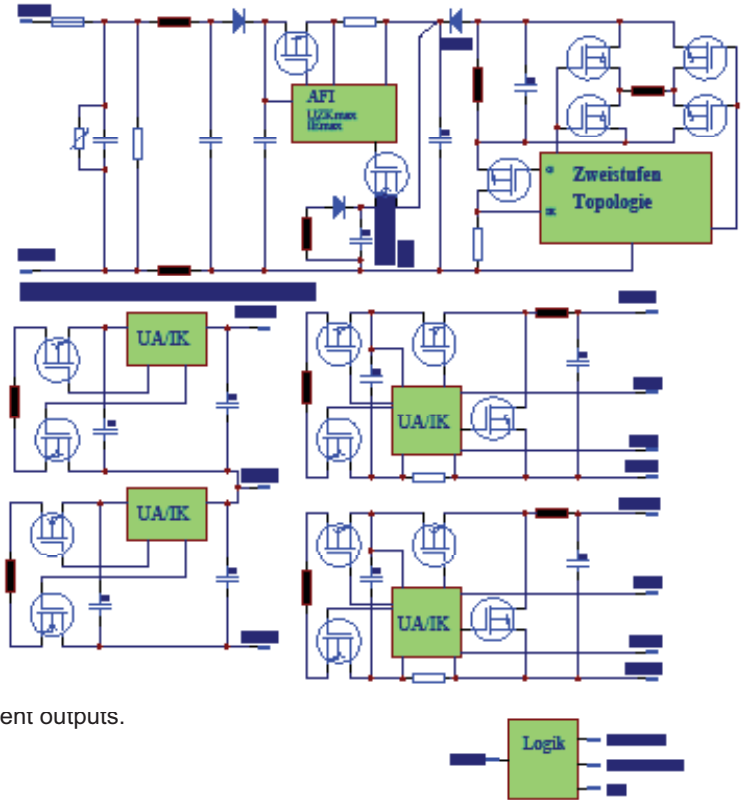 AFI
UZKmax
IEmax
Zweistufen
Topologie
UA/IK
UA/IK
UA/IK
UA/IK
ent outputs.
Logik